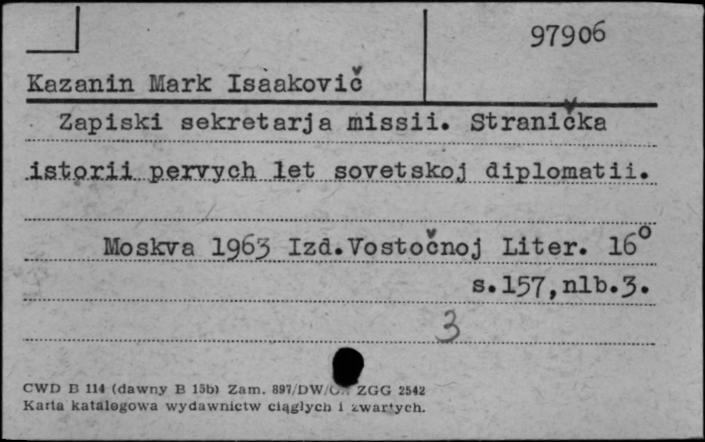 97906
Kazanin Mark Isaakovič
Zapiski sekretarja missii. Stranička
istorii pervych let sovetskoj diplomatii.
Moskva 1963 Izd.Vostočnoj Liter. 16°
s.157,nlb.3.
3
CWD B 114 (dawny B 15b) Zam. 897/DW/ ZGG 2542
Karta katalogowa wydawnictw ciągłych i zwartych.